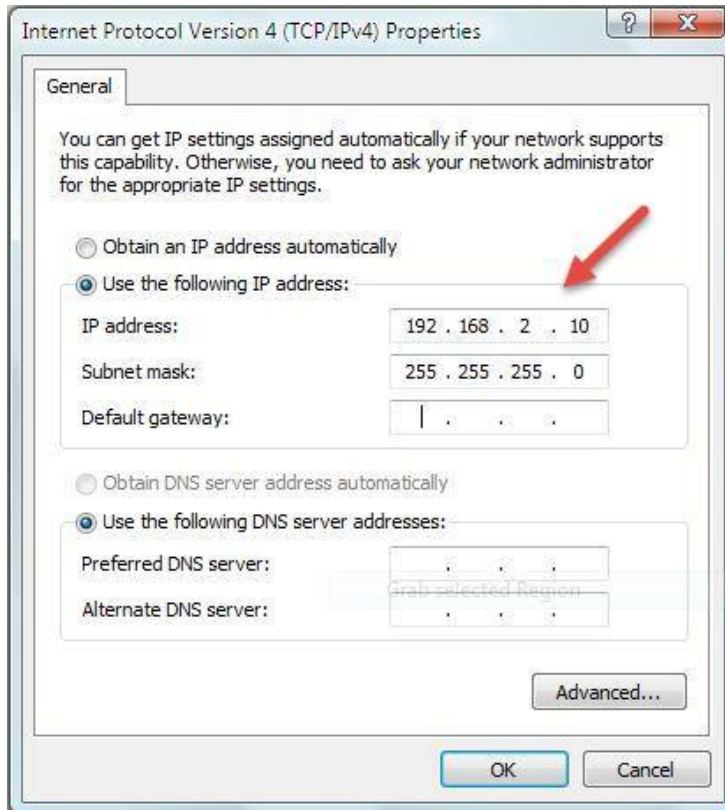 Internet Protocol Version 4 (TCP/IPv4) Properties
General
You can get IP settings assigned automatically if your network supports
this capability. Otherwise, you need to ask your network administrator
for the appropriate IP settings.
Obtain an IP address automatically
Use the following IP address:
IP address: 192 . 168 . 2 . 10
Subnet mask: 255 . 255 . 255 . 0
Default gateway: . . .
Obtain DNS server address automatically
Use the following DNS server addresses:
Preferred DNS server: . . .
Grab selected Region
Alternate DNS server: . . .
Advanced...
OK Cancel